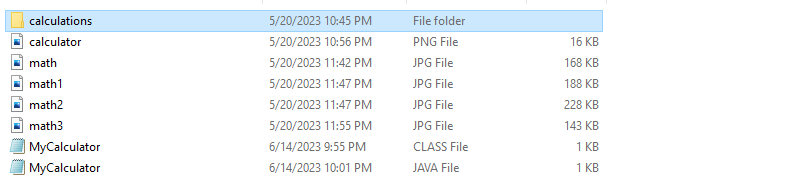 calculations 5/20/2023 10:45 PM File folder
calculator 5/20/2023 10:56 PM PNG File 16 KB
math 5/20/2023 11:42 PM JPG File 168 KB
math1 5/20/2023 11:47 PM JPG File 188 KB
math2 5/20/2023 11:47 PM JPG File 228 KB
math3 5/20/2023 11:55 PM JPG File 143 KB
MyCalculator 6/14/2023 9:55 PM CLASS File 1 KB
MyCalculator 6/14/2023 10:01 PM JAVA File 1 KB